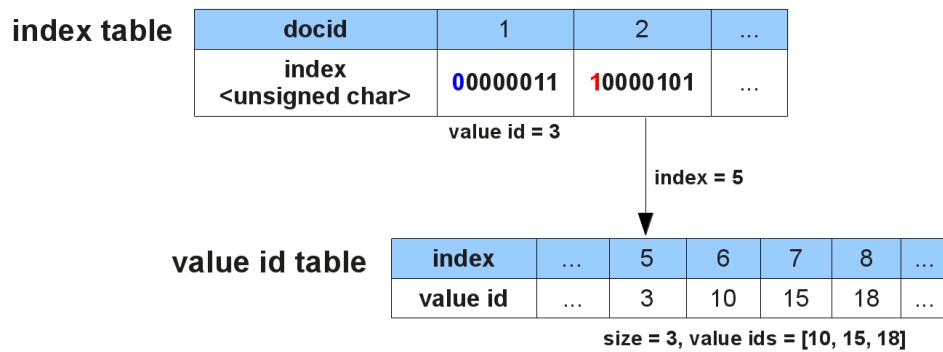 index table
docid 1 2 ...
index <unsigned char> 00000011 10000101 ...
value id = 3
index = 5
value id table
index ... 5 6 7 8 ...
value id ... 3 10 15 18 ...
size = 3, value ids = [10, 15, 18]